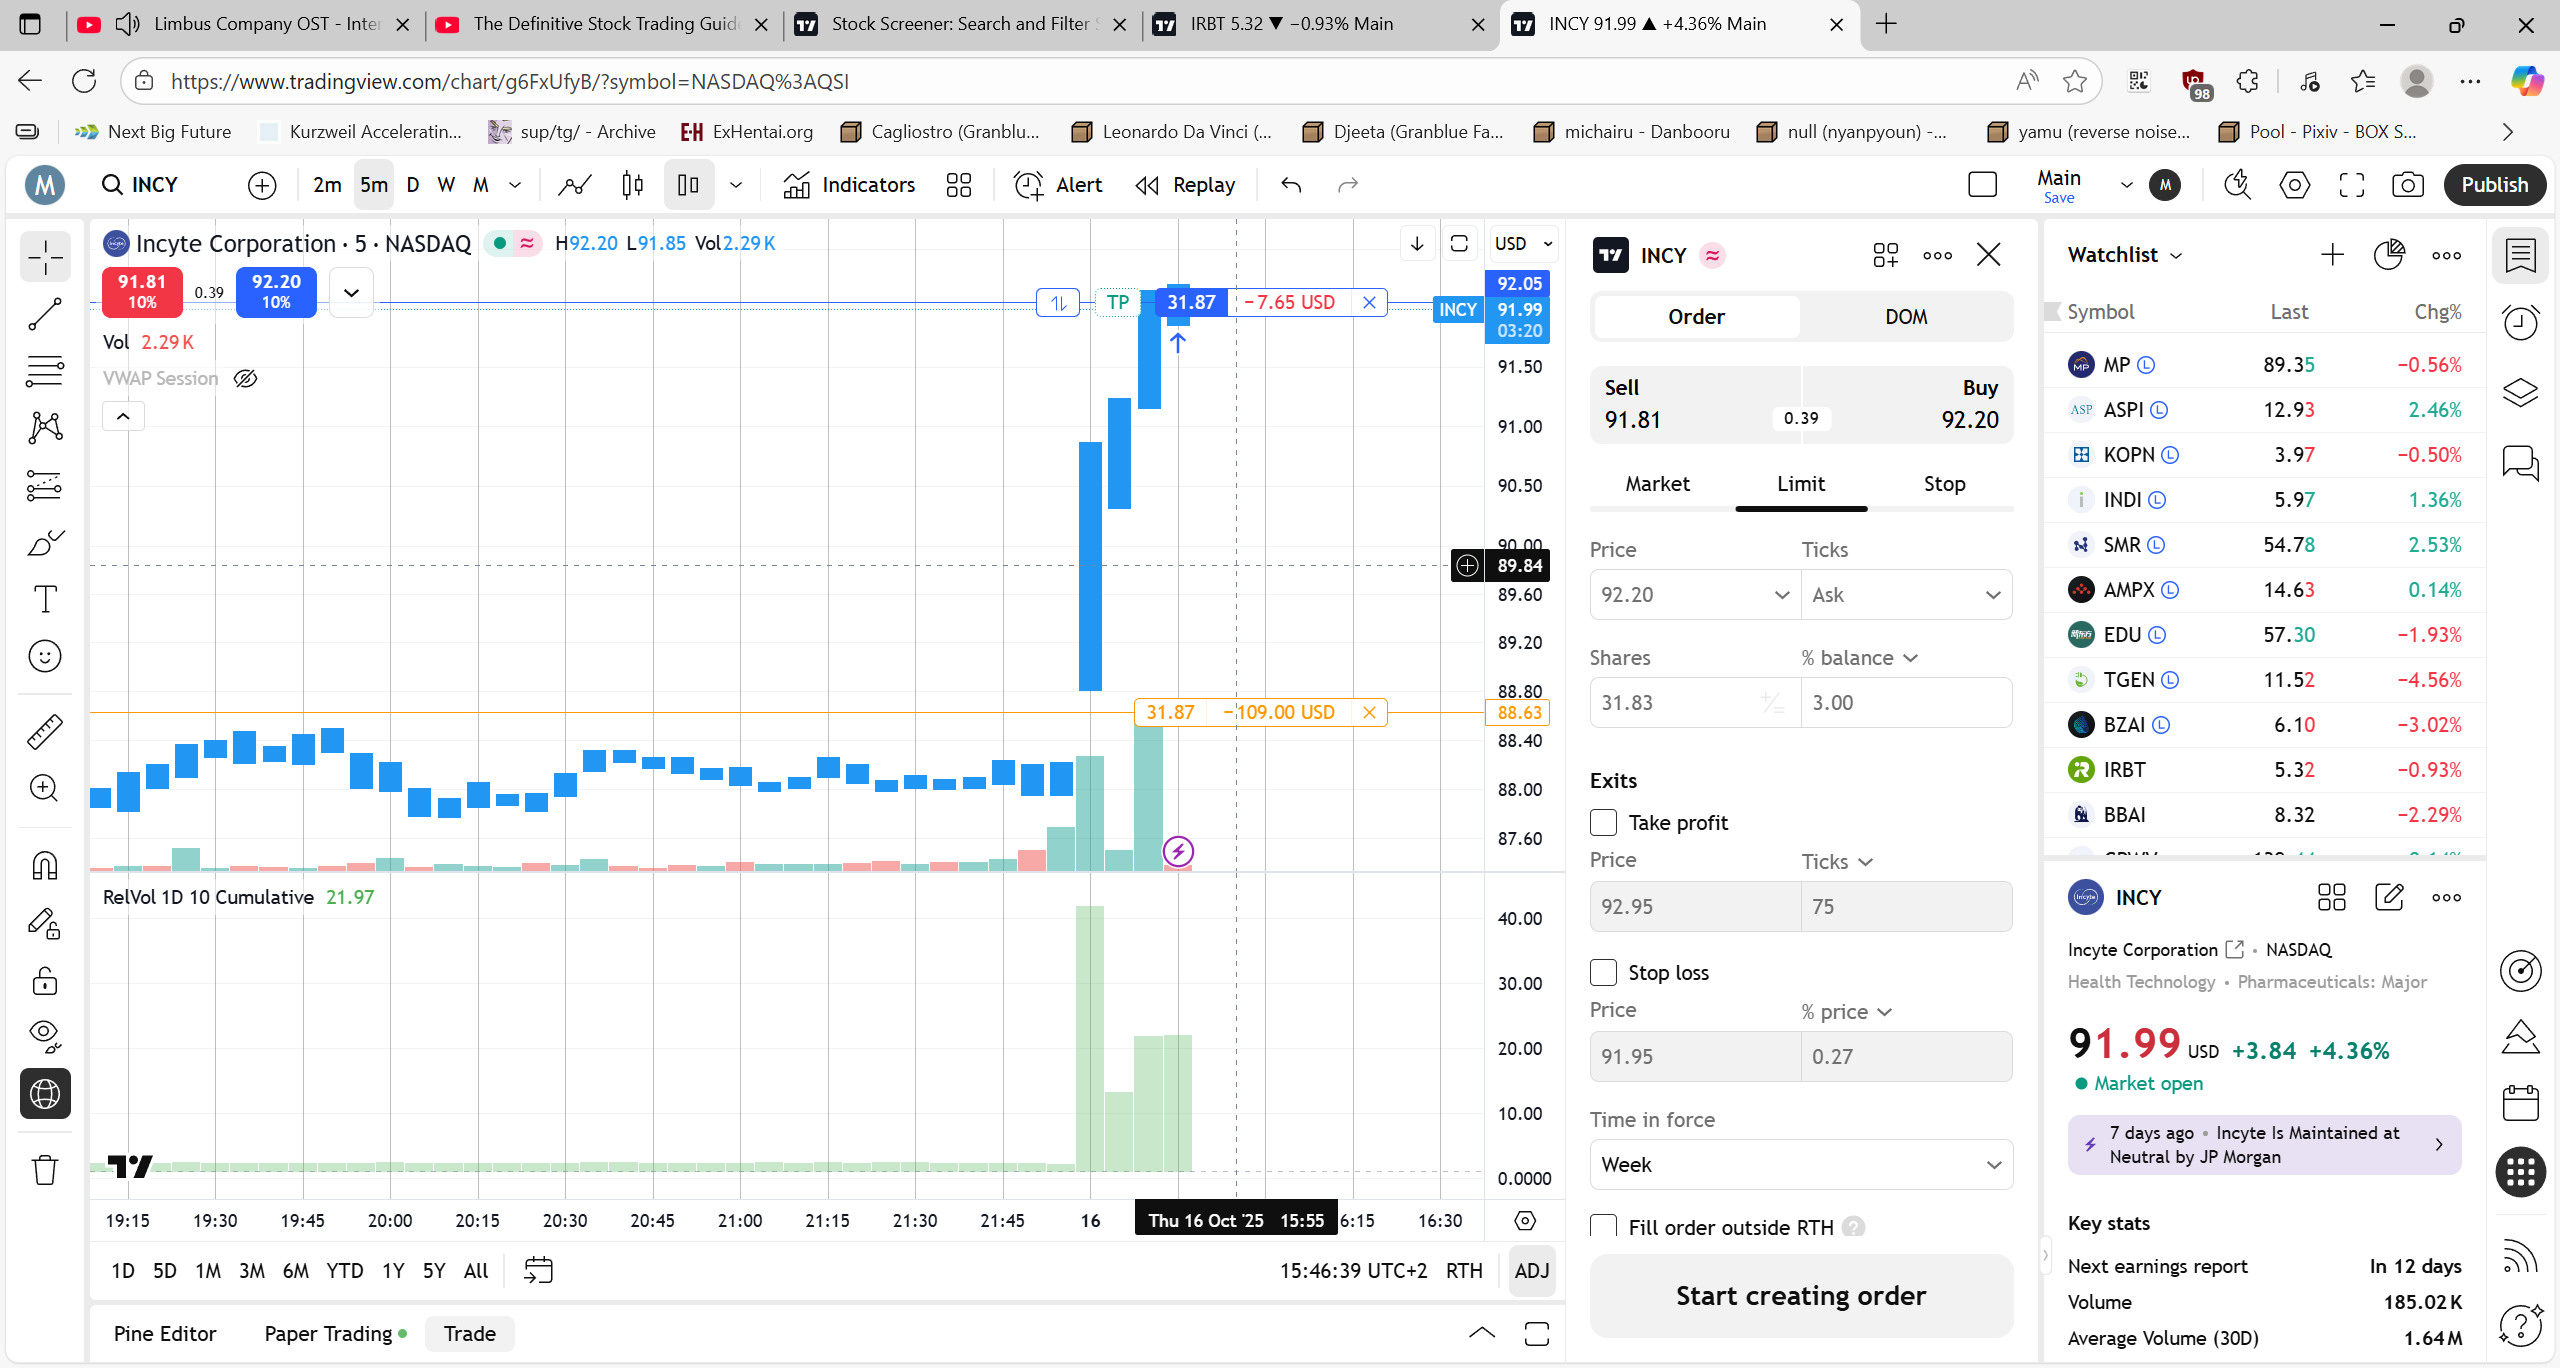 Limbus Company OST - Inter
The Definitive Stock Trading Guide
Stock Screener: Search and Filter S
IRBT 5.32 ▼ −0.93% Main
INCY 91.99 ▲ +4.36% Main
https://www.tradingview.com/chart/g6FxUfyB/?symbol=NASDAQ%3AQSI
98
Next Big Future
Kurzweil Acceleratin...
sup/tg/ - Archive
ExHentai.org
Cagliostro (Granblu...
Leonardo Da Vinci (...
Djeeta (Granblue Fa...
michairu - Danbooru
null (nyanpyoun) -...
yamu (reverse noise...
Pool - Pixiv - BOX S...
M
INCY
2m 5m D W M
Indicators
Alert
Replay
Main
Save
M
Publish
Incyte Corporation · 5 · NASDAQ
H92.20 L91.85 Vol2.29 K
91.81
10%
0.39
92.20
10%
Vol 2.29 K
VWAP Session
TP 31.87 −7.65 USD
31.87 −109.00 USD
INCY
USD
92.05
91.99
03:20
91.50
91.00
90.50
90.00
89.84
89.60
89.20
88.80
88.63
88.40
88.00
87.60
RelVol 1D 10 Cumulative 21.97
40.00
30.00
20.00
10.00
0.0000
19:15 19:30 19:45 20:00 20:15 20:30 20:45 21:00 21:15 21:30 21:45 16 Thu 16 Oct '25 15:55 6:15 16:30
1D 5D 1M 3M 6M YTD 1Y 5Y All
15:46:39 UTC+2 RTH ADJ
Pine Editor
Paper Trading
Trade
INCY
Order
DOM
Sell
91.81
0.39
Buy
92.20
Market
Limit
Stop
Price
Ticks
92.20
Ask
Shares
% balance
31.83
3.00
Exits
Take profit
Price
Ticks
92.95
75
Stop loss
Price
% price
91.95
0.27
Time in force
Week
Fill order outside RTH
Start creating order
Watchlist
Symbol Last Chg%
MP 89.35 −0.56%
ASPI 12.93 2.46%
KOPN 3.97 −0.50%
INDI 5.97 1.36%
SMR 54.78 2.53%
AMPX 14.63 0.14%
EDU 57.30 −1.93%
TGEN 11.52 −4.56%
BZAI 6.10 −3.02%
IRBT 5.32 −0.93%
BBAI 8.32 −2.29%
INCY
Incyte Corporation · NASDAQ
Health Technology • Pharmaceuticals: Major
91.99 USD +3.84 +4.36%
Market open
7 days ago • Incyte Is Maintained at
Neutral by JP Morgan
Key stats
Next earnings report In 12 days
Volume 185.02 K
Average Volume (30D) 1.64 M